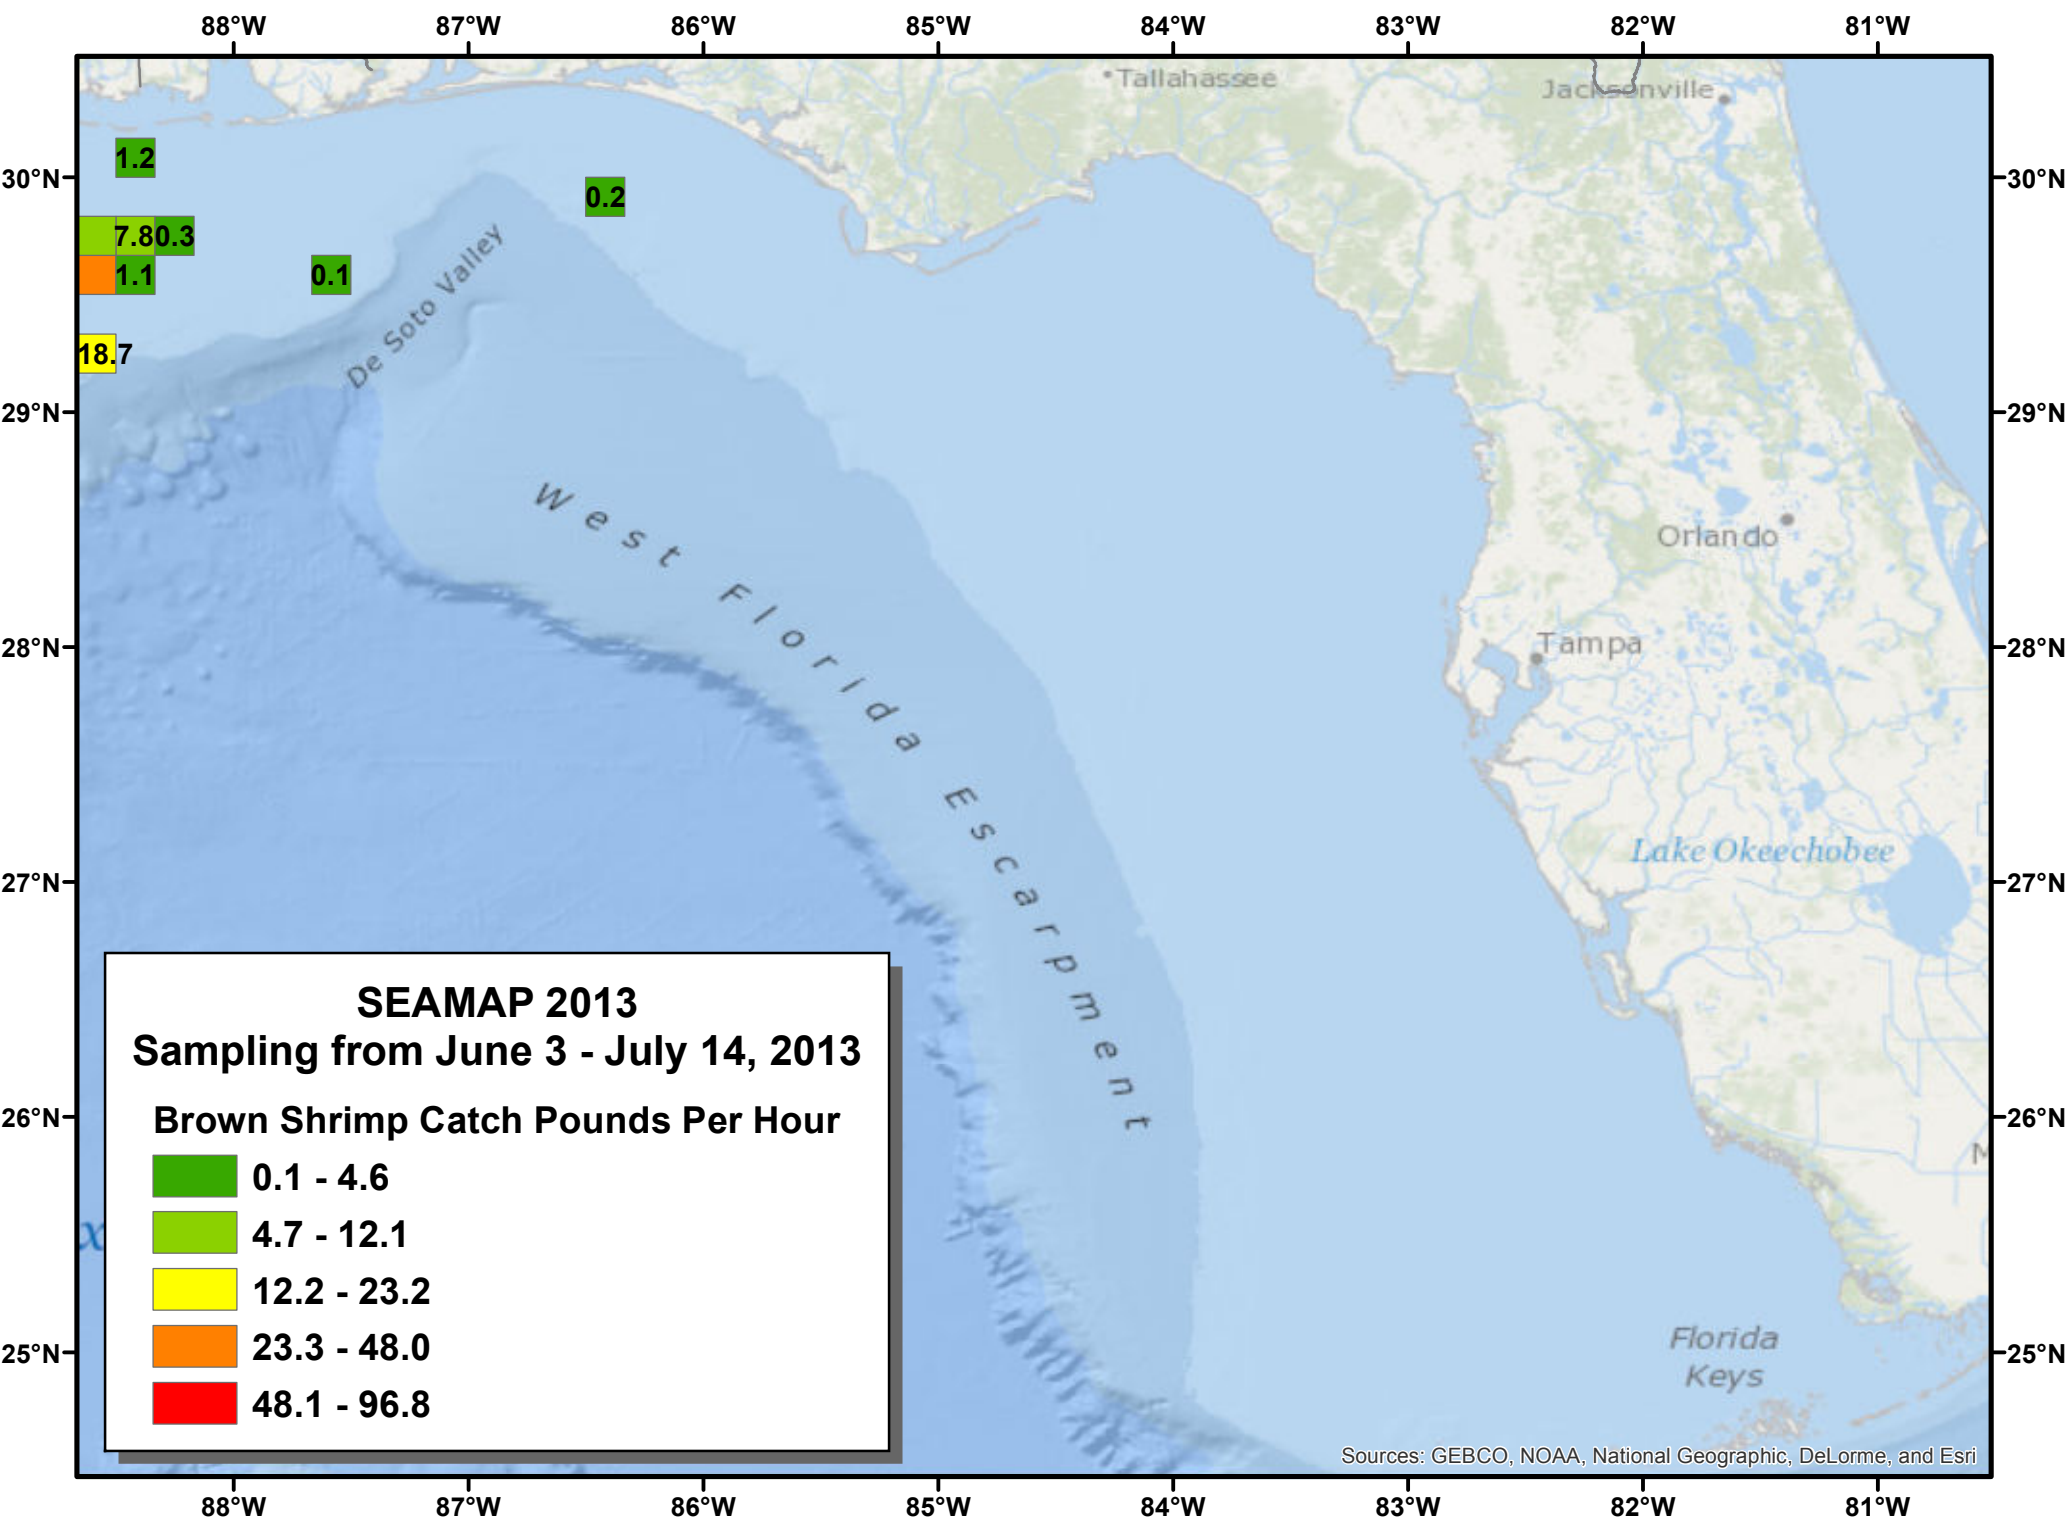 88°W 87°W 86°W 85°W 84°W 83°W 82°W 81°W
Tallahassee
Jacksonville
1.2
30°N 30°N
0.2
7.8 0.3
1.1 0.1
De Soto Valley
18.7
29°N 29°N
West Florida Escarpment
Orlando
Tampa
28°N 28°N
Lake Okeechobee
27°N 27°N
SEAMAP 2013
Sampling from June 3 - July 14, 2013
Brown Shrimp Catch Pounds Per Hour
26°N 26°N
M
0.1 - 4.6
4.7 - 12.1
x
12.2 - 23.2
23.3 - 48.0
48.1 - 96.8
25°N 25°N
Florida
Keys
Sources: GEBCO, NOAA, National Geographic, DeLorme, and Esri
88°W 87°W 86°W 85°W 84°W 83°W 82°W 81°W